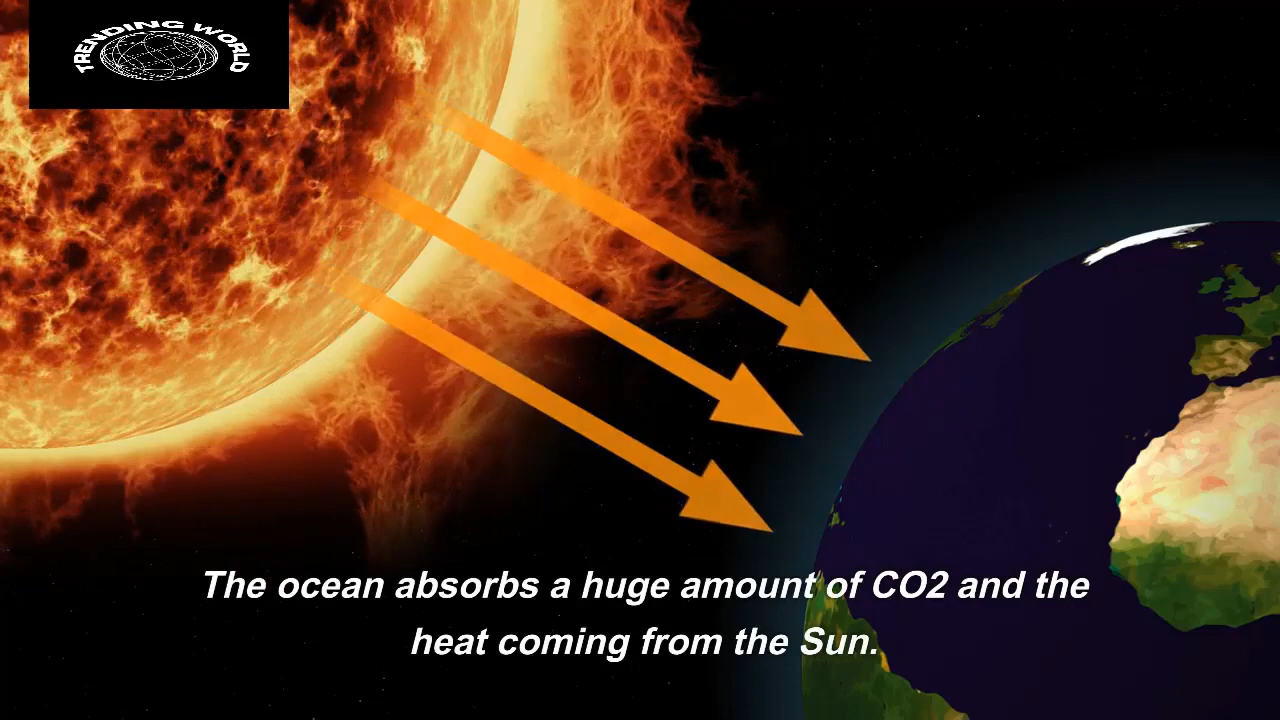 TRENDING WORLD
The ocean absorbs a huge amount of CO2 and the
heat coming from the Sun.